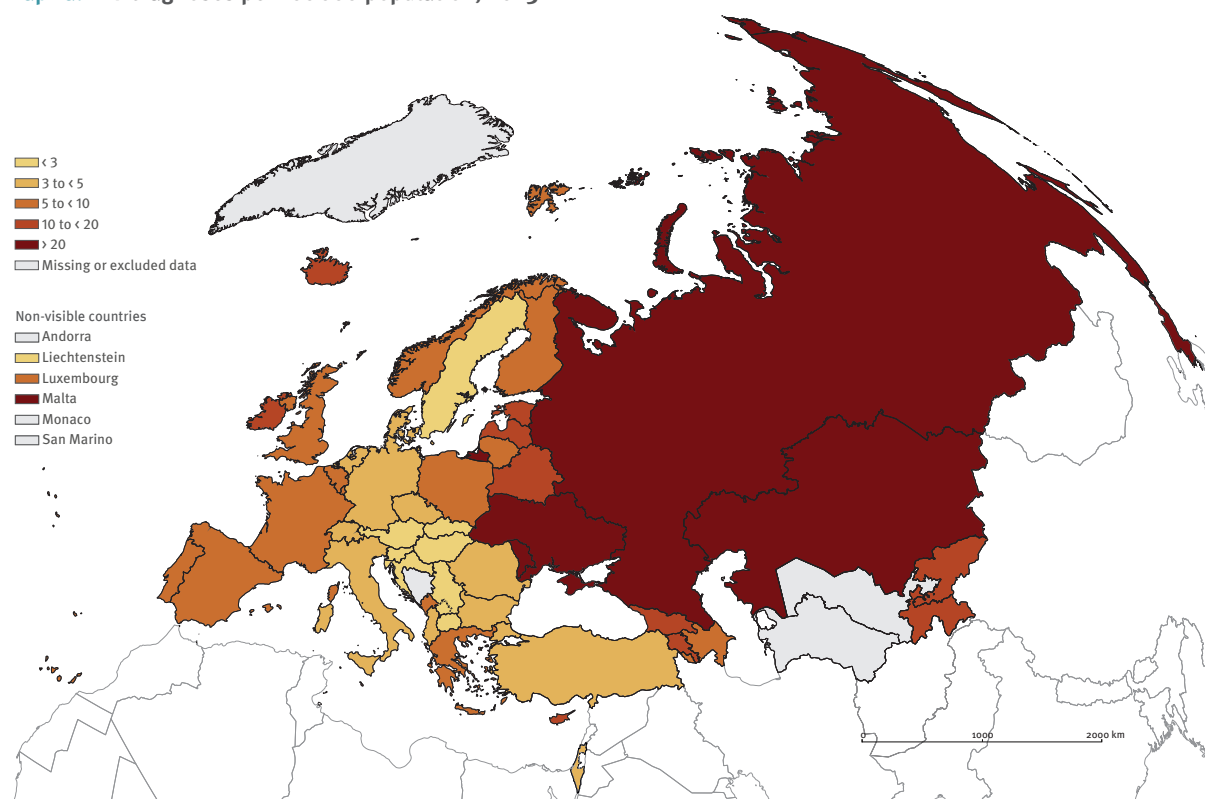 < 3
3 to < 5
5 to < 10
10 to < 20
> 20
Missing or excluded data
Non-visible countries
Andorra
Liechtenstein
Luxembourg
Malta
Monaco
San Marino
0 1000 2000 km